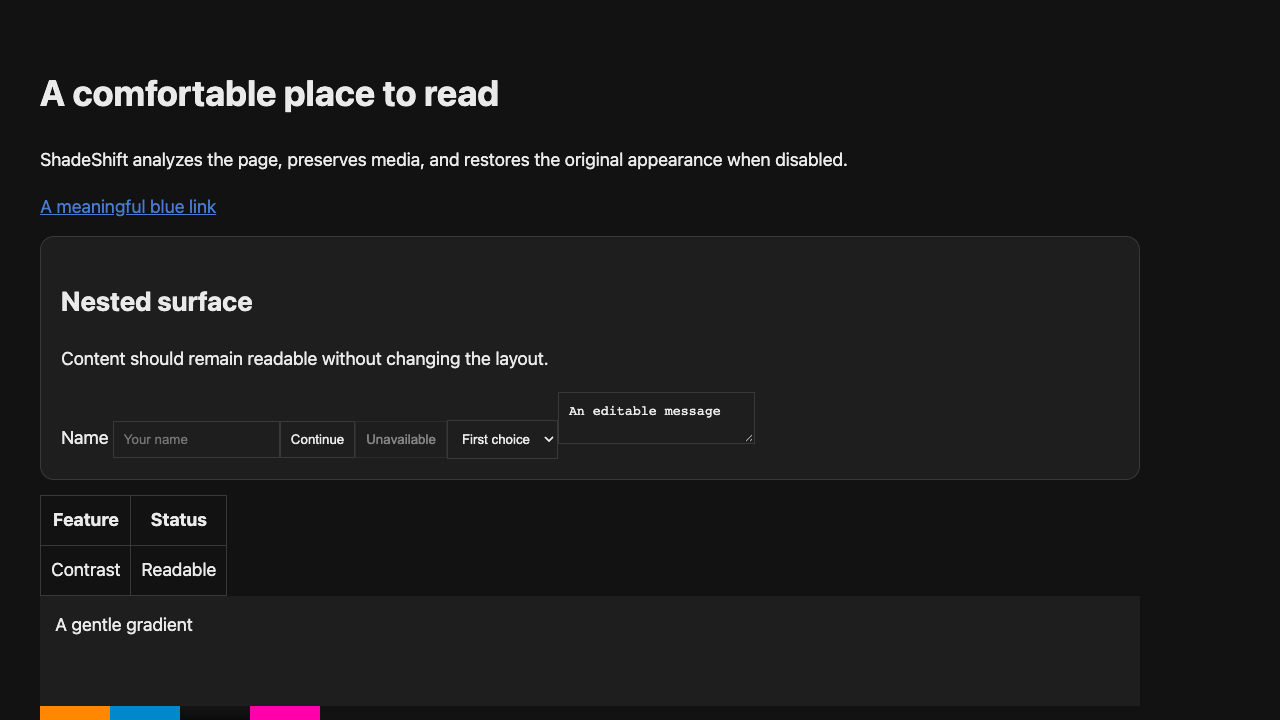 A comfortable place to read
ShadeShift analyzes the page, preserves media, and restores the original appearance when disabled.
A meaningful blue link
Nested surface
Content should remain readable without changing the layout.
An editable message
Name Your name Continue Unavailable First choice
Feature Status
Contrast Readable
A gentle gradient